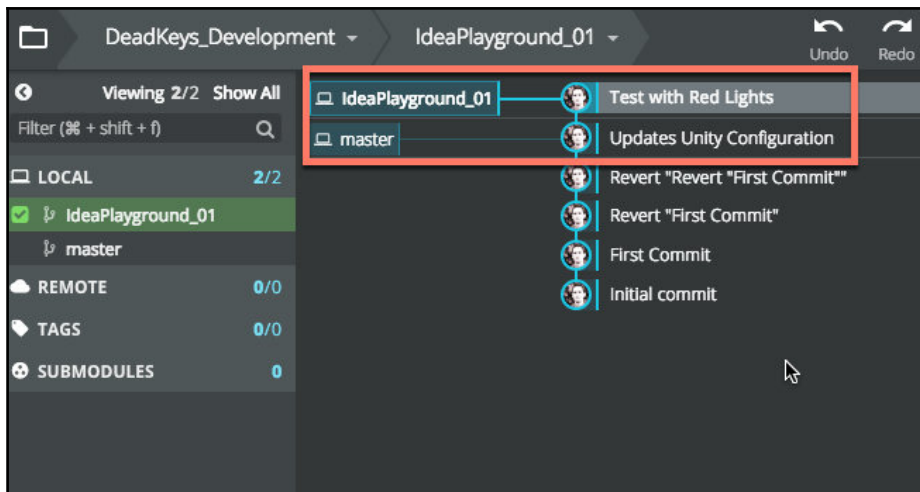 DeadKeys_Development IdeaPlayground_01 Undo Redo
Viewing 2/2 Show All
Filter (⌘ + shift + f)
LOCAL 2/2
IdeaPlayground_01
master
REMOTE 0/0
TAGS 0/0
SUBMODULES 0
IdeaPlayground_01 Test with Red Lights
master Updates Unity Configuration
Revert "Revert "First Commit""
Revert "First Commit"
First Commit
Initial commit